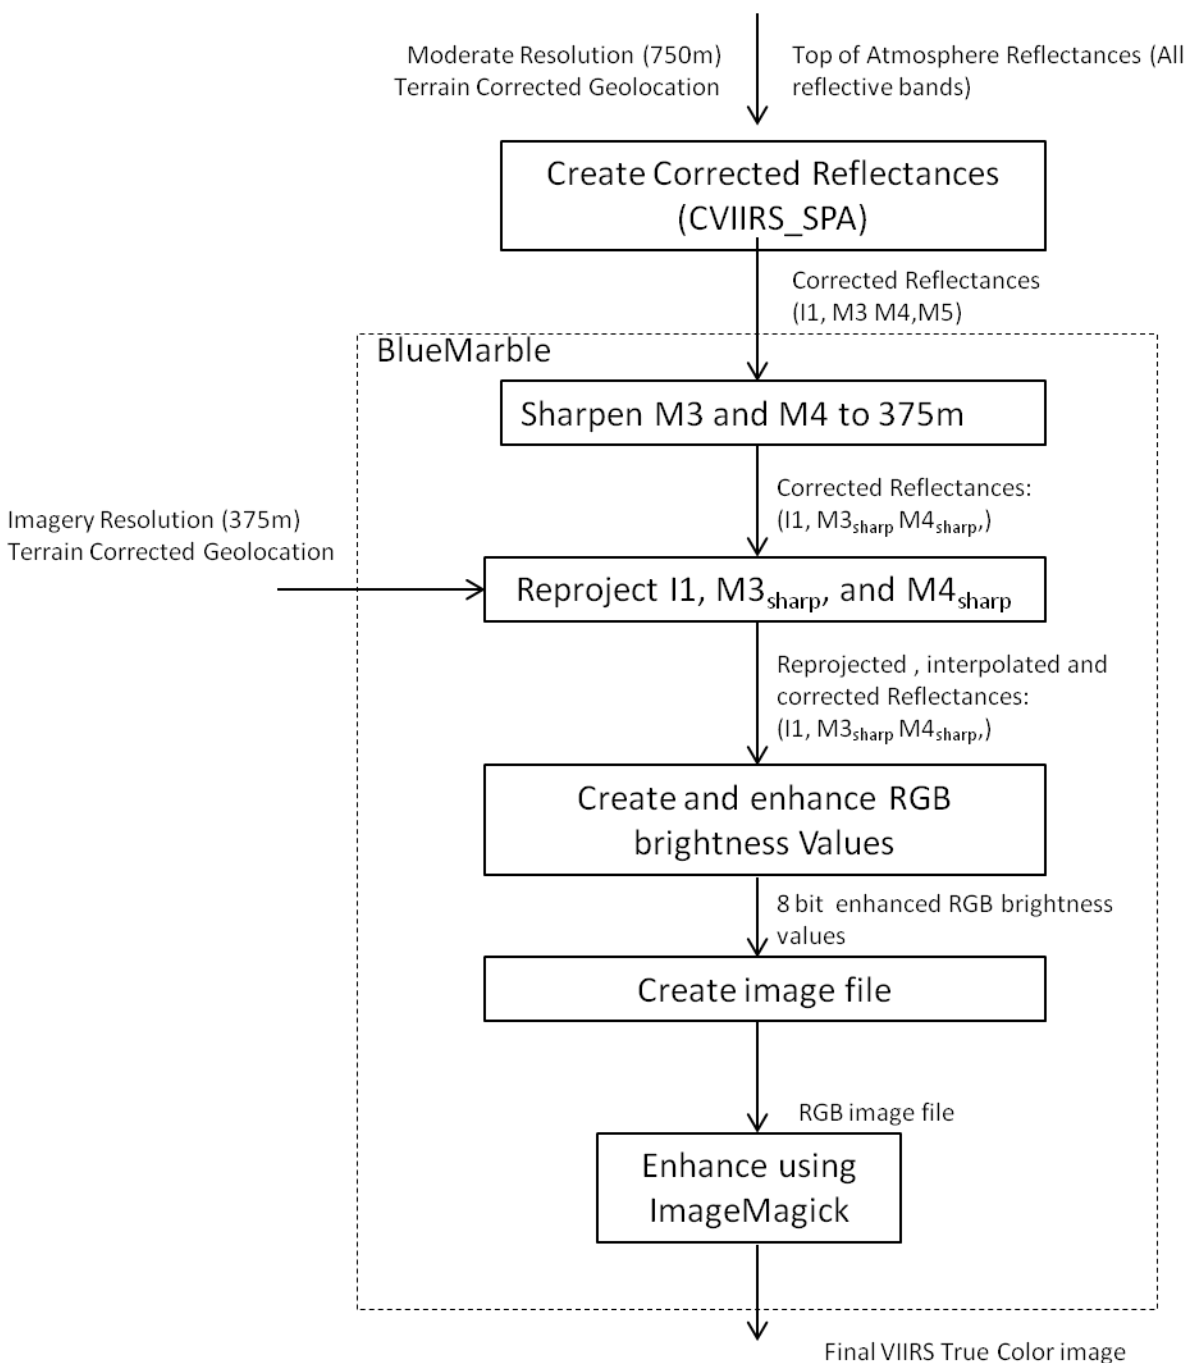 Moderate Resolution (750m)
Terrain Corrected Geolocation
Top of Atmosphere Reflectances (All
reflective bands)
Create Corrected Reflectances
(CVIIRS_SPA)
Corrected Reflectances
(I1, M3 M4,M5)
BlueMarble
Sharpen M3 and M4 to 375m
Corrected Reflectances:
(I1, M3sharp M4sharp,)
Imagery Resolution (375m)
Terrain Corrected Geolocation
Reproject I1, M3sharp, and M4sharp
Reprojected , interpolated and
corrected Reflectances:
(I1, M3sharp M4sharp,)
Create and enhance RGB
brightness Values
8 bit enhanced RGB brightness
values
Create image file
RGB image file
Enhance using
ImageMagick
Final VIIRS True Color image